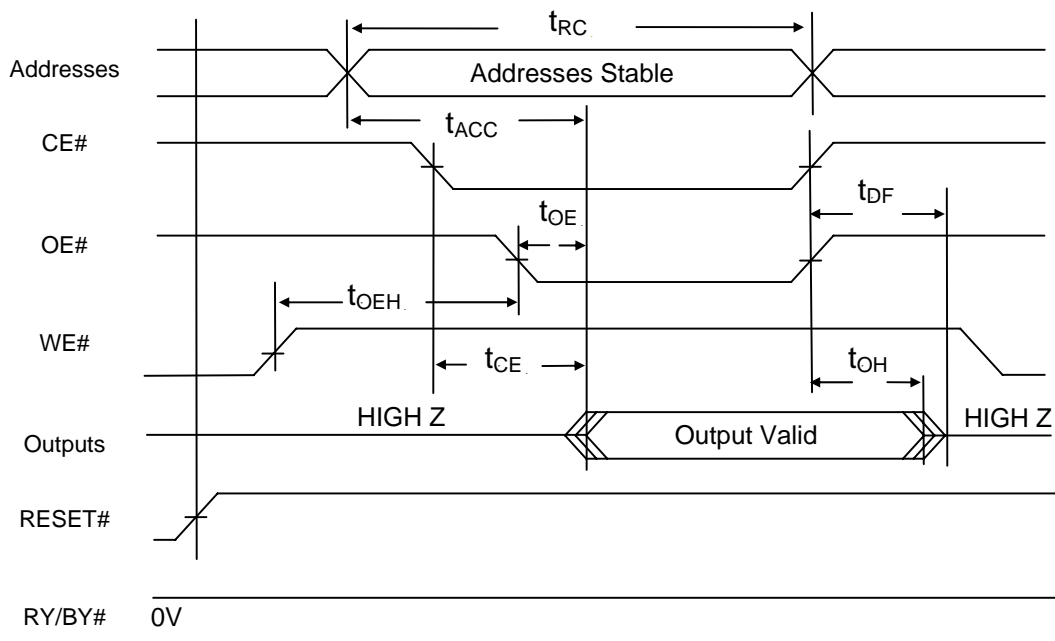 tRC
Addresses
Addresses Stable
tACC
CE#
tDF
tOE
OE#
tOEH
WE#
tCE
tOH
HIGH Z
HIGH Z
Output Valid
Outputs
RESET#
RY/BY#
0V